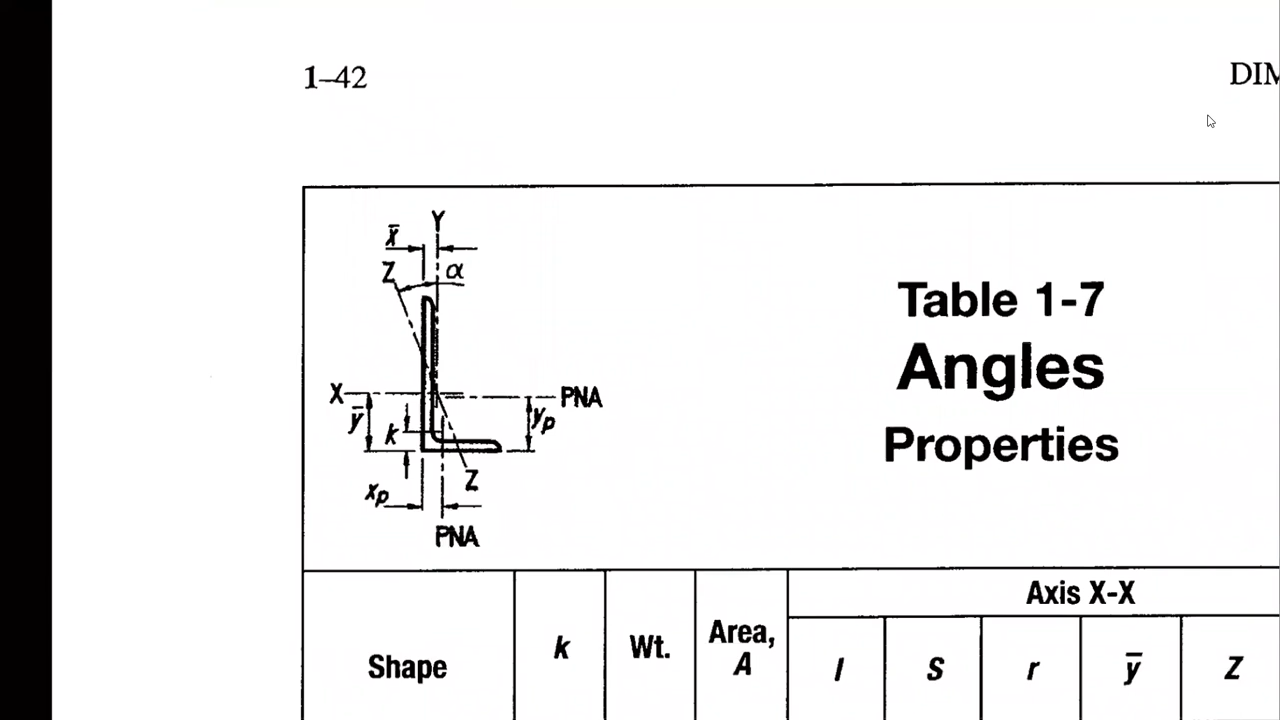 1–42
DIM
Y
x̄
Z
α
X
PNA
ȳ
k
yp
Z
xp
PNA
Table 1-7
Angles
Properties
Shape
k
Wt.
Area,
A
Axis X-X
I
S
r
ȳ
Z